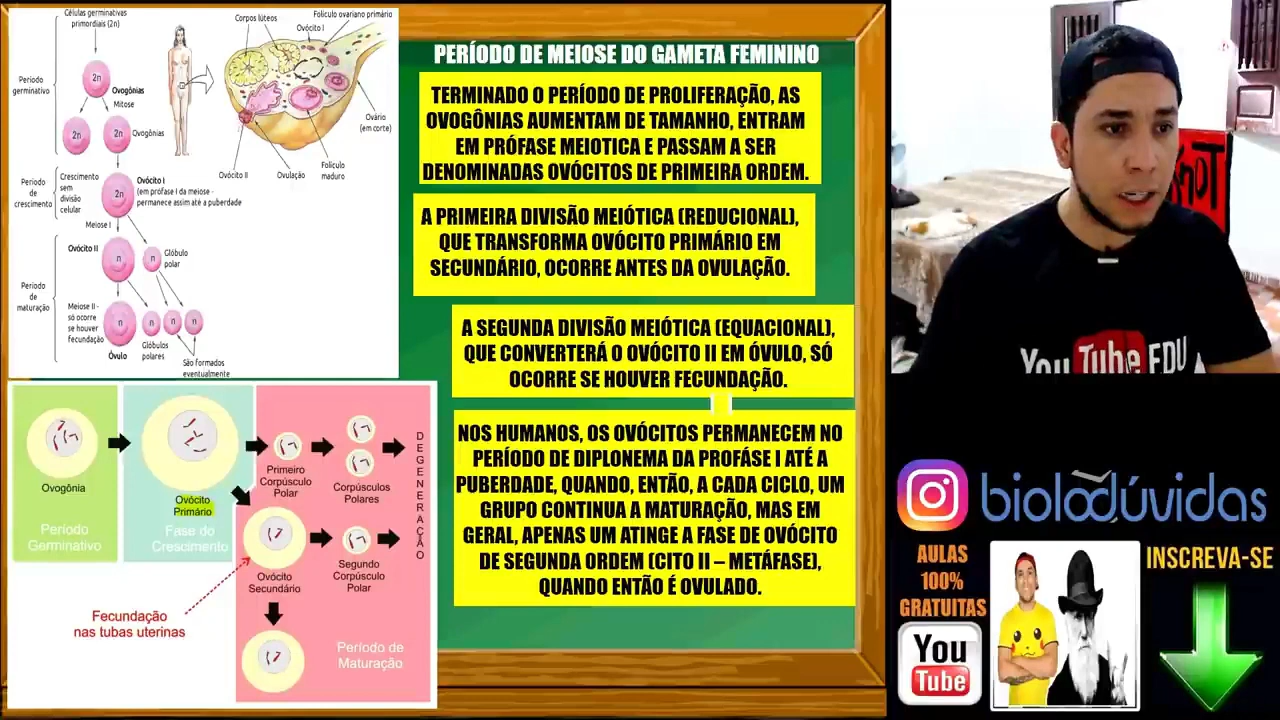 Células germinativas
primordiais (2n)
Período
germinativo
2n
Ovogônias
Mitose
2n
2n
Ovogônias
Período
de
crescimento
Crescimento
sem
divisão
celular
2n
Ovócito I
(em prófase I da meiose -
permanece assim até a puberdade
Meiose I
Período
de
maturação
Ovócito II
n
n
Glóbulo
polar
Meiose II -
só ocorre
se houver
fecundação
n
n
n
n
Óvulo
Glóbulos
polares
São formados
eventualmente
Corpos lúteos
Folículo ovariano primário
Ovócito I
Ovário
(em corte)
Ovócito II
Ovulação
Folículo
maduro
Ovogônia
Período
Germinativo
Ovócito
Primário
Fase do
Crescimento
Primeiro
Corpúsculo
Polar
Corpúsculos
Polares
DEGENERAÇÃO
Ovócito
Secundário
Segundo
Corpúsculo
Polar
Fecundação
nas tubas uterinas
Período de
Maturação
PERÍODO DE MEIOSE DO GAMETA FEMININO
TERMINADO O PERÍODO DE PROLIFERAÇÃO, AS
OVOGÔNIAS AUMENTAM DE TAMANHO, ENTRAM
EM PRÓFASE MEIOTICA E PASSAM A SER
DENOMINADAS OVÓCITOS DE PRIMEIRA ORDEM.
A PRIMEIRA DIVISÃO MEIÓTICA (REDUCIONAL),
QUE TRANSFORMA OVÓCITO PRIMÁRIO EM
SECUNDÁRIO, OCORRE ANTES DA OVULAÇÃO.
A SEGUNDA DIVISÃO MEIÓTICA (EQUACIONAL),
QUE CONVERTERÁ O OVÓCITO II EM ÓVULO, SÓ
OCORRE SE HOUVER FECUNDAÇÃO.
NOS HUMANOS, OS OVÓCITOS PERMANECEM NO
PERÍODO DE DIPLONEMA DA PROFÁSE I ATÉ A
PUBERDADE, QUANDO, ENTÃO, A CADA CICLO, UM
GRUPO CONTINUA A MATURAÇÃO, MAS EM
GERAL, APENAS UM ATINGE A FASE DE OVÓCITO
DE SEGUNDA ORDEM (CITO II – METÁFASE),
QUANDO ENTÃO É OVULADO.
You Tube EDU
biolodúvidas
AULAS
100%
GRATUITAS
You
Tube
INSCREVA-SE